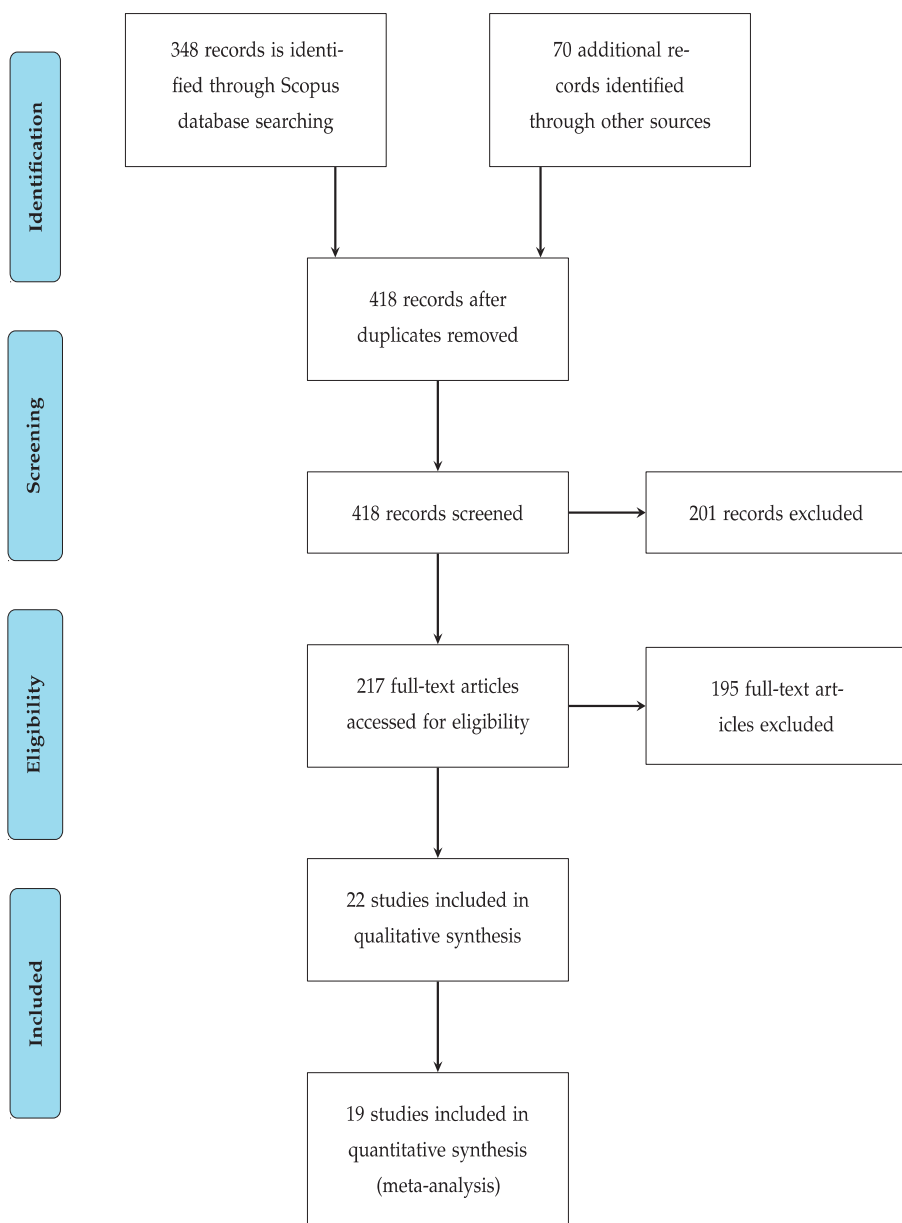 348 records is identi-
fied through Scopus
database searching
70 additional re-
cords identified
through other sources
Identification
418 records after
duplicates removed
Screening
418 records screened
201 records excluded
Eligibility
217 full-text articles
accessed for eligibility
195 full-text art-
icles excluded
22 studies included in
qualitative synthesis
Included
19 studies included in
quantitative synthesis
(meta-analysis)